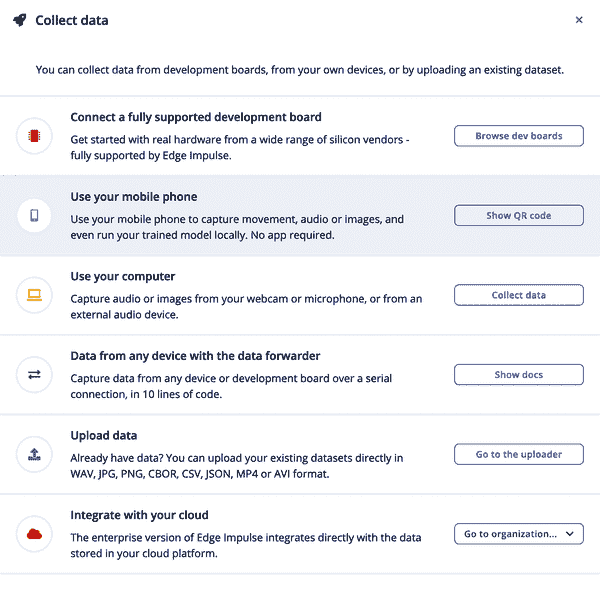 Collect data
×
You can collect data from development boards, from your own devices, or by uploading an existing dataset.
Connect a fully supported development board
Get started with real hardware from a wide range of silicon vendors -
fully supported by Edge Impulse.
Browse dev boards
Use your mobile phone
Use your mobile phone to capture movement, audio or images, and
even run your trained model locally. No app required.
Show QR code
Use your computer
Capture audio or images from your webcam or microphone, or from an
external audio device.
Collect data
Data from any device with the data forwarder
Capture data from any device or development board over a serial
connection, in 10 lines of code.
Show docs
Upload data
Already have data? You can upload your existing datasets directly in
WAV, JPG, PNG, CBOR, CSV, JSON, MP4 or AVI format.
Go to the uploader
Integrate with your cloud
The enterprise version of Edge Impulse integrates directly with the data
stored in your cloud platform.
Go to organization...